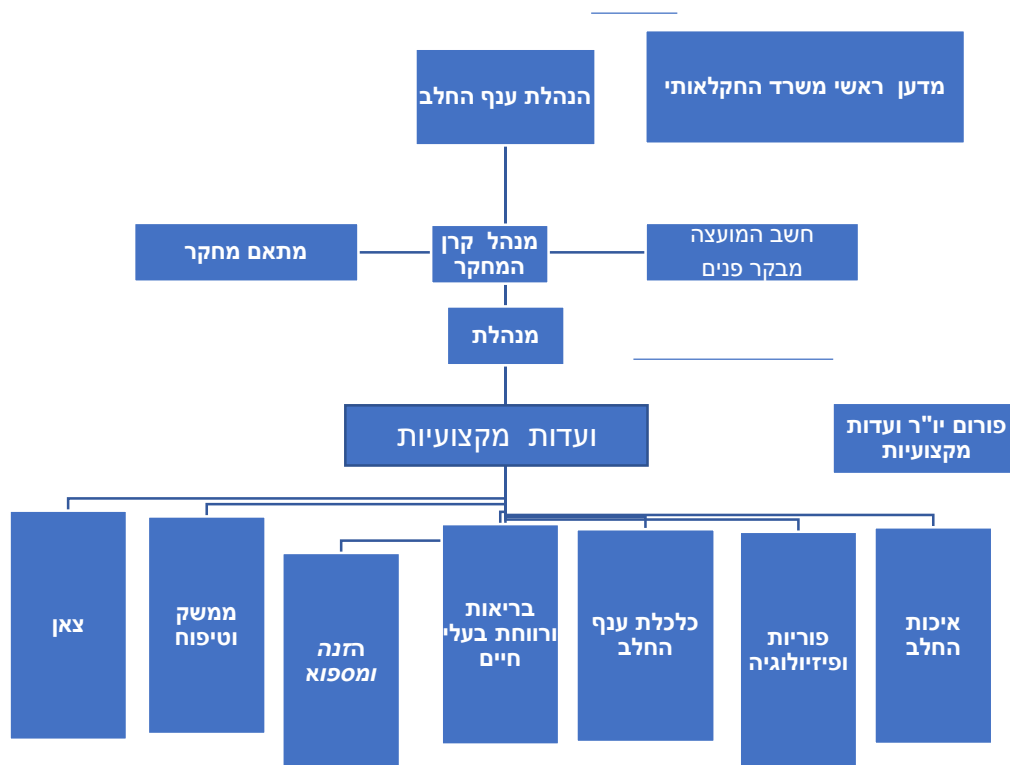 מדען ראשי משרד החקלאותי
הנהלת ענף החלב
חשב המועצה
מבקר פנים
מנהל קרן
המחקר
מתאם מחקר
מנהלת
פורום יו"ר ועדות
מקצועיות
ועדות מקצועיות
איכות
החלב
פוריות
ופיזיולוגיה
כלכלת ענף
החלב
בריאות
ורווחת בעלי
חיים
הזנה
ומספוא
ממשק
וטיפוח
צאן